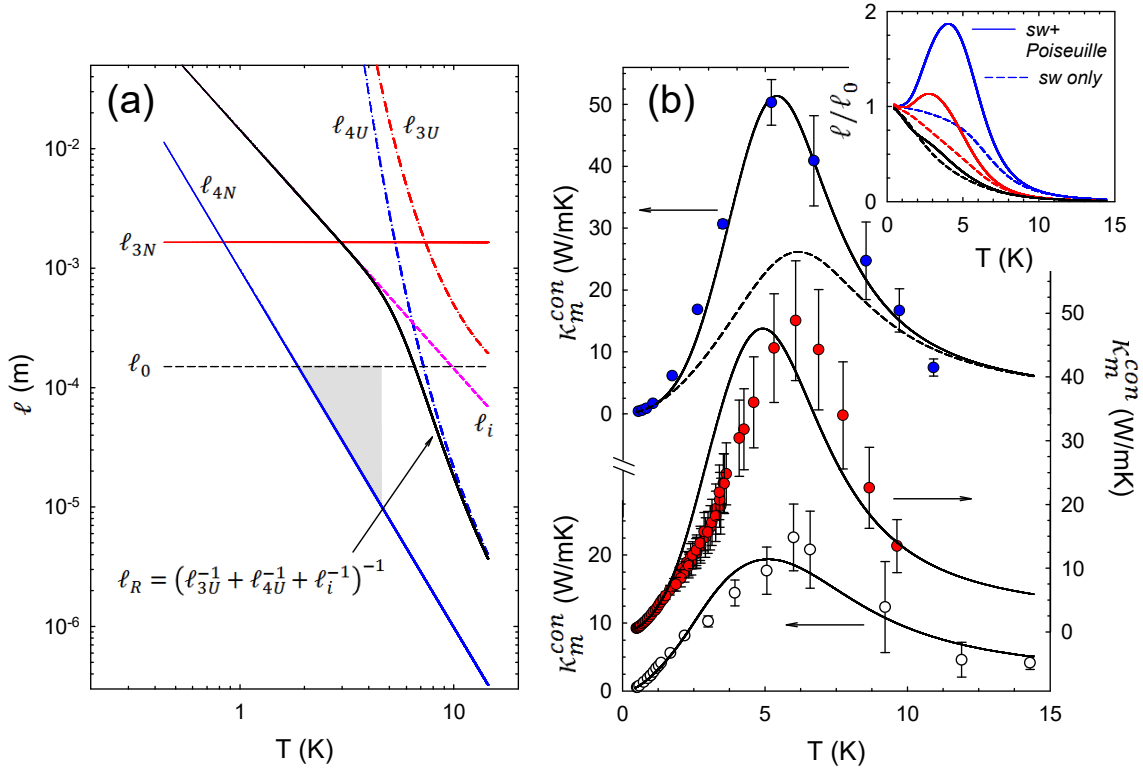 (a)
ℓ (m)
10⁻²
10⁻³
10⁻⁴
10⁻⁵
10⁻⁶
ℓ₄U
ℓ₃U
ℓ₄N
ℓ₃N
ℓ₀
ℓᵢ
ℓ_R = (ℓ₃U⁻¹ + ℓ₄U⁻¹ + ℓᵢ⁻¹)⁻¹
1
10
T (K)
(b)
κₘᶜᵒⁿ (W/mK)
50
40
30
20
10
0
κₘᶜᵒⁿ (W/mK)
20
10
0
0
5
10
15
T (K)
50
40
30
20
10
0
κₘᶜᵒⁿ
(W/mK)
ℓ/ℓ₀
2
1
0
sw+
Poiseuille
sw only
0
5
10
15
T (K)